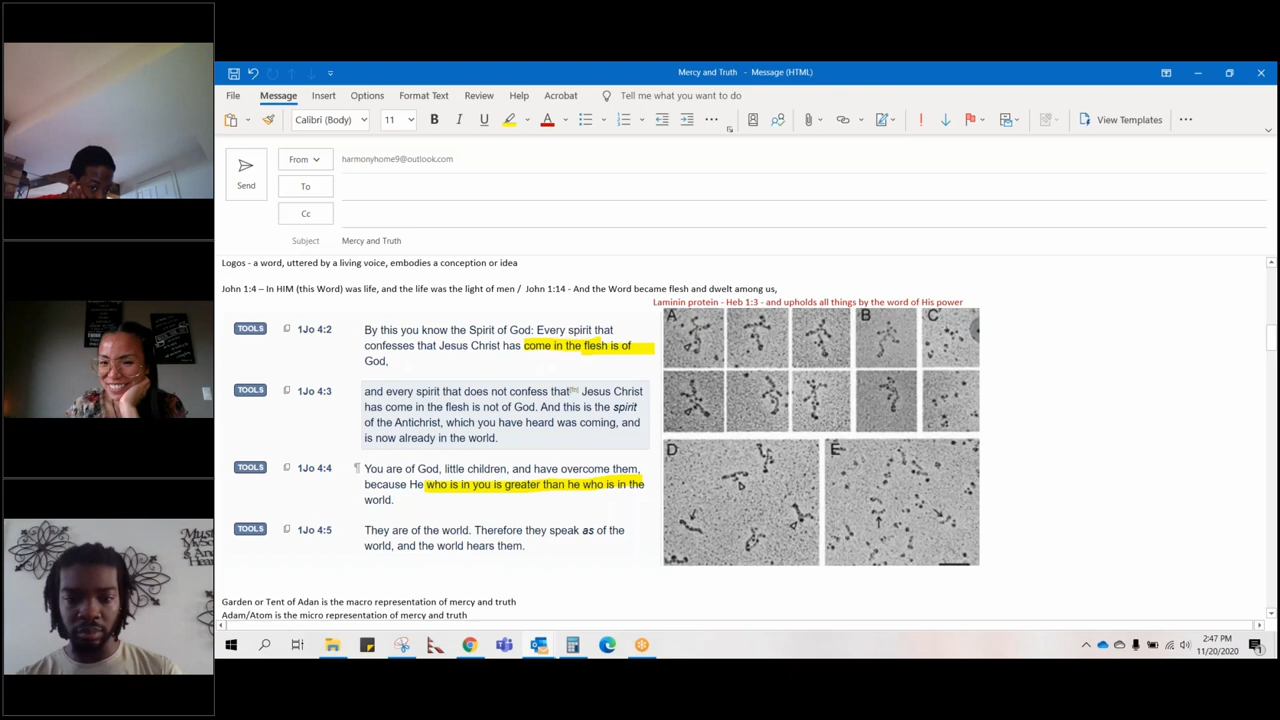 Mercy and Truth - Message (HTML)
File Message Insert Options Format Text Review Help Acrobat Tell me what you want to do
Calibri (Body) 11 B I U A View Templates
From harmonyhome9@outlook.com
Send
To
Cc
Subject Mercy and Truth
Logos - a word, uttered by a living voice, embodies a conception or idea
John 1:4 – In HIM (this Word) was life, and the life was the light of men / John 1:14 - And the Word became flesh and dwelt among us,
Laminin protein - Heb 1:3 - and upholds all things by the word of His power
TOOLS 1Jo 4:2 By this you know the Spirit of God: Every spirit that
confesses that Jesus Christ has come in the flesh is of
God,
TOOLS 1Jo 4:3 and every spirit that does not confess that[b] Jesus Christ
has come in the flesh is not of God. And this is the spirit
of the Antichrist, which you have heard was coming, and
is now already in the world.
TOOLS 1Jo 4:4 ¶ You are of God, little children, and have overcome them,
because He who is in you is greater than he who is in the
world.
TOOLS 1Jo 4:5 They are of the world. Therefore they speak as of the
world, and the world hears them.
A B C
D E
Garden or Tent of Adan is the macro representation of mercy and truth
Adam/Atom is the micro representation of mercy and truth
2:47 PM
11/20/2020